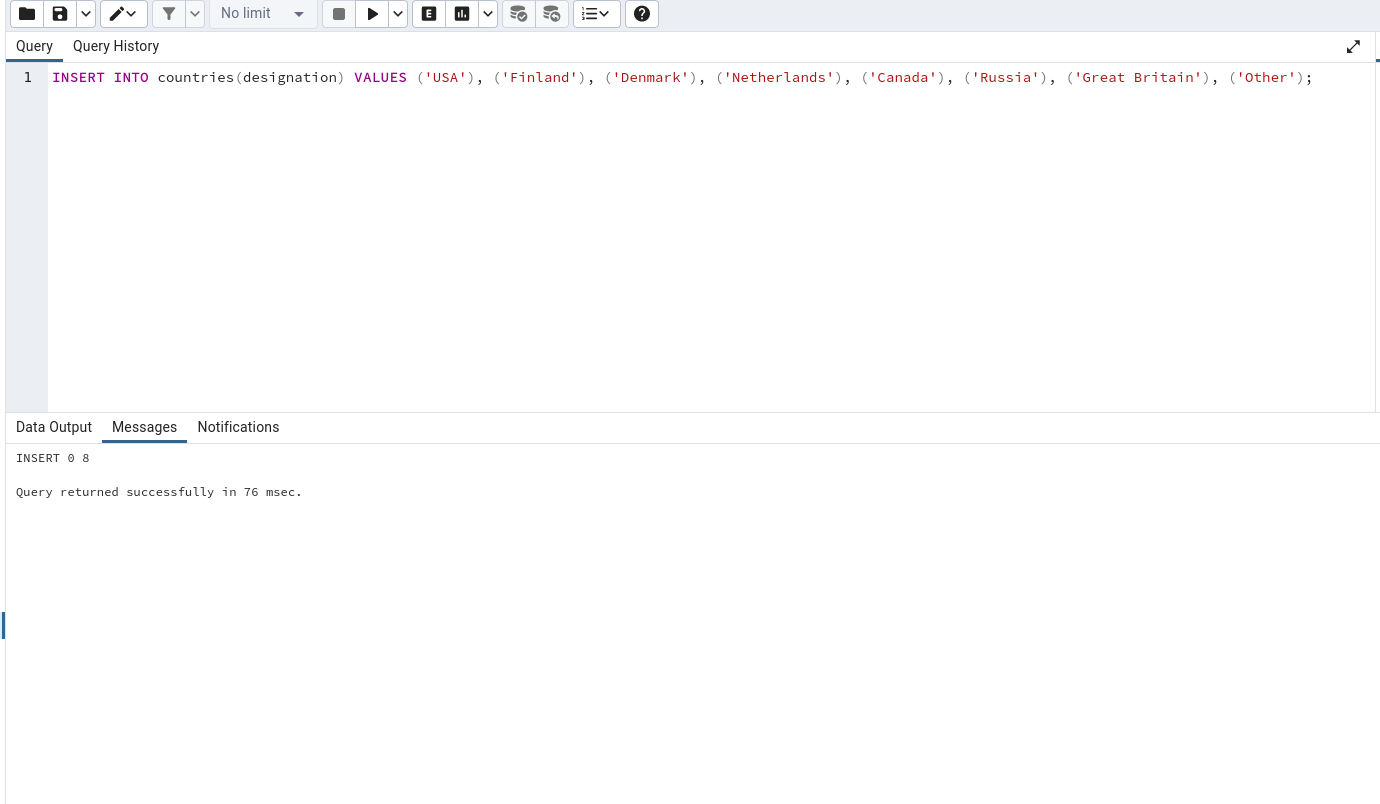 No limit
E
Query Query History
1 INSERT INTO countries(designation) VALUES ('USA'), ('Finland'), ('Denmark'), ('Netherlands'), ('Canada'), ('Russia'), ('Great Britain'), ('Other');
Data Output Messages Notifications
INSERT 0 8
Query returned successfully in 76 msec.